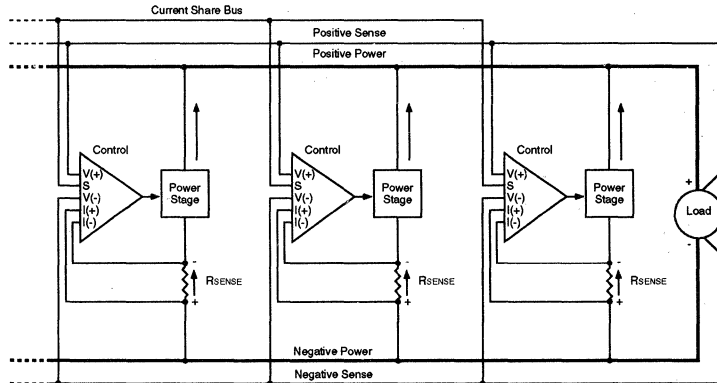 Current Share Bus
Positive Sense
Positive Power
Control
V(+)
S
V(-)
I(+)
I(-)
Power
Stage
-
RSENSE
+
Control
V(+)
S
V(-)
I(+)
I(-)
Power
Stage
-
RSENSE
+
Control
V(+)
S
V(-)
I(+)
I(-)
Power
Stage
-
RSENSE
+
+
Load
-
Negative Power
Negative Sense